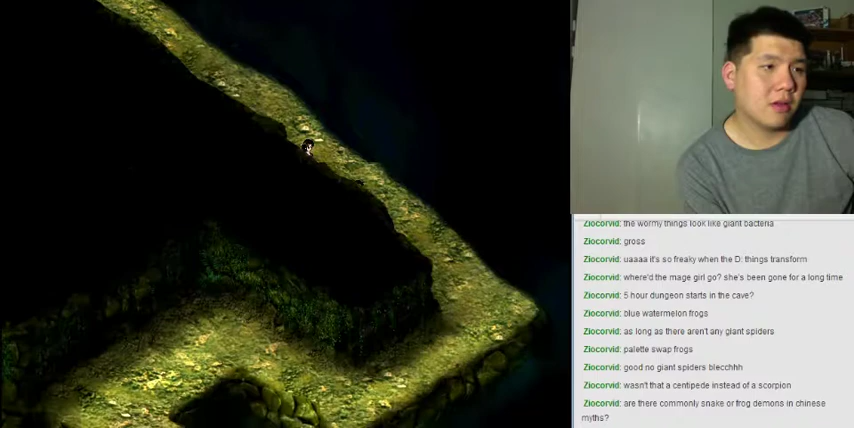 Ziocorvid: the wormy things look like giant bacteria
Ziocorvid: gross
Ziocorvid: uaaaa it's so freaky when the D: things transform
Ziocorvid: where'd the mage girl go? she's been gone for a long time
Ziocorvid: 5 hour dungeon starts in the cave?
Ziocorvid: blue watermelon frogs
Ziocorvid: as long as there aren't any giant spiders
Ziocorvid: palette swap frogs
Ziocorvid: good no giant spiders blecchhh
Ziocorvid: wasn't that a centipede instead of a scorpion
Ziocorvid: are there commonly snake or frog demons in chinese
myths?